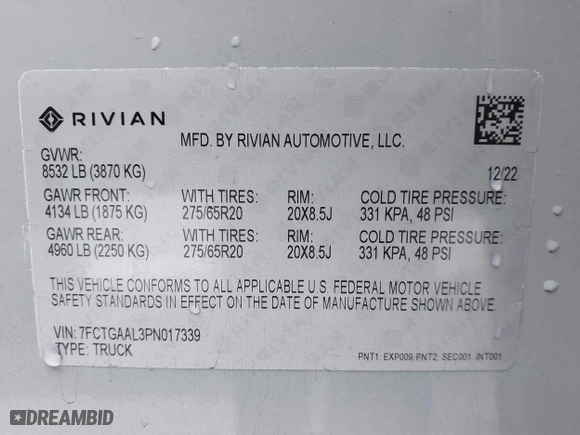 RIVIAN
MFD. BY RIVIAN AUTOMOTIVE, LLC.
GVWR:
8532 LB (3870 KG) 12/22
GAWR FRONT: WITH TIRES: RIM: COLD TIRE PRESSURE:
4134 LB (1875 KG) 275/65R20 20X8.5J 331 KPA, 48 PSI
GAWR REAR: WITH TIRES: RIM: COLD TIRE PRESSURE:
4960 LB (2250 KG) 275/65R20 20X8.5J 331 KPA, 48 PSI
THIS VEHICLE CONFORMS TO ALL APPLICABLE U.S. FEDERAL MOTOR VEHICLE
SAFETY STANDARDS IN EFFECT ON THE DATE OF MANUFACTURE SHOWN ABOVE.
VIN: 7FCTGAAL3PN017339
TYPE: TRUCK
PNT1: EXP009 PNT2: SEC001 INT001
DREAMBID